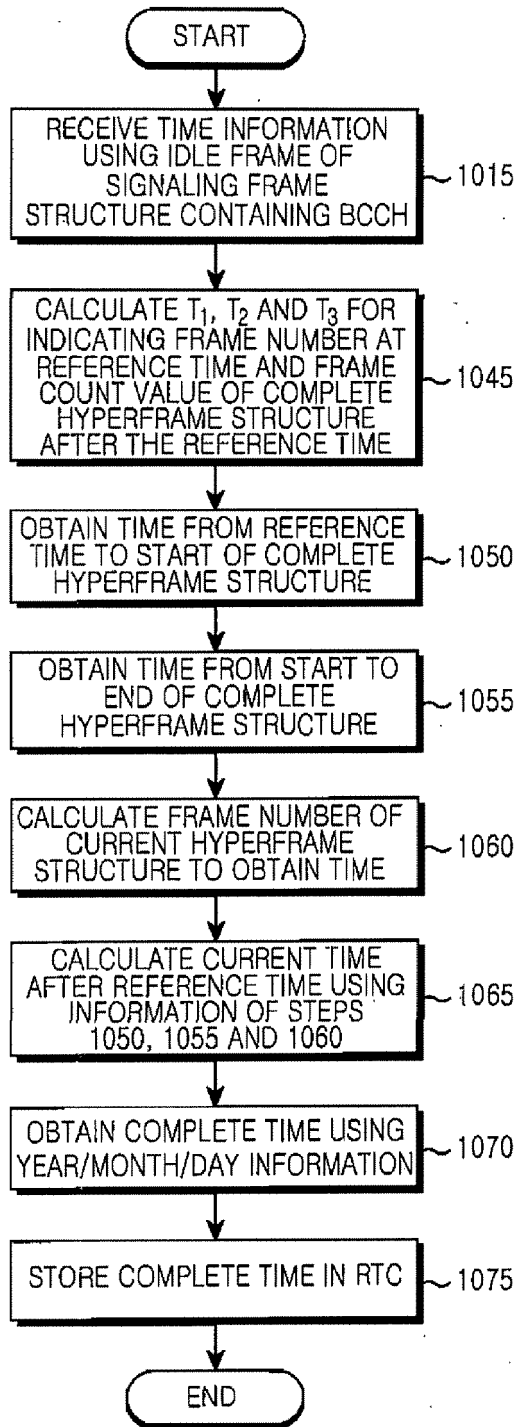 START
RECEIVE TIME INFORMATION
USING IDLE FRAME OF
SIGNALING FRAME
STRUCTURE CONTAINING BCCH
1015
CALCULATE T1, T2 AND T3 FOR
INDICATING FRAME NUMBER AT
REFERENCE TIME AND FRAME
COUNT VALUE OF COMPLETE
HYPERFRAME STRUCTURE
AFTER THE REFERENCE TIME
1045
OBTAIN TIME FROM REFERENCE
TIME TO START OF COMPLETE
HYPERFRAME STRUCTURE
1050
OBTAIN TIME FROM START TO
END OF COMPLETE
HYPERFRAME STRUCTURE
1055
CALCULATE FRAME NUMBER OF
CURRENT HYPERFRAME
STRUCTURE TO OBTAIN TIME
1060
CALCULATE CURRENT TIME
AFTER REFERENCE TIME USING
INFORMATION OF STEPS
1050, 1055 AND 1060
1065
OBTAIN COMPLETE TIME USING
YEAR/MONTH/DAY INFORMATION
1070
STORE COMPLETE TIME IN RTC
1075
END